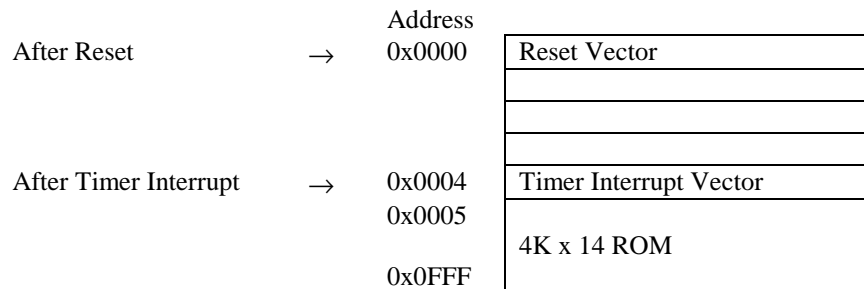 Address
After Reset → 0x0000 Reset Vector
After Timer Interrupt → 0x0004 Timer Interrupt Vector
0x0005
4K x 14 ROM
0x0FFF